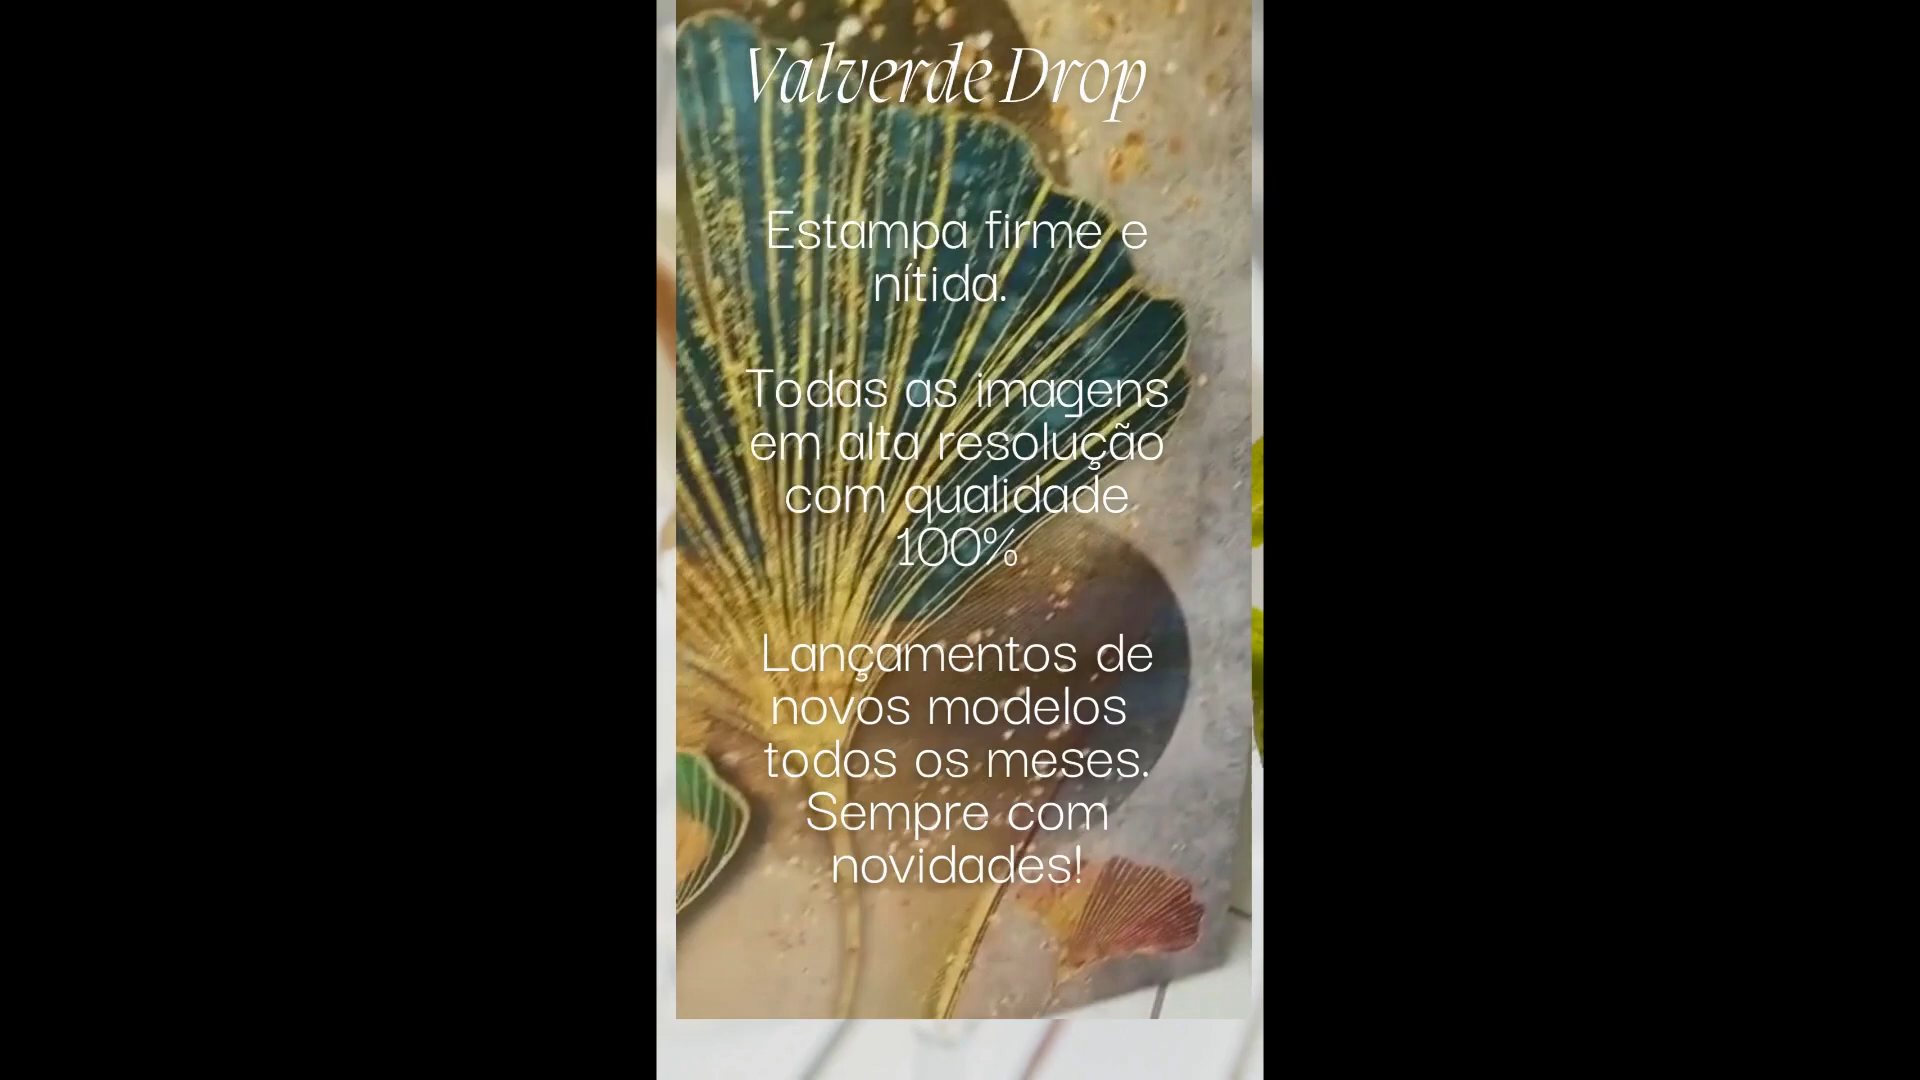 Valverde Drop
Estampa firme e
nítida.
Todas as imagens
em alta resolução
com qualidade
100%
Lançamentos de
novos modelos
todos os meses.
Sempre com
novidades!